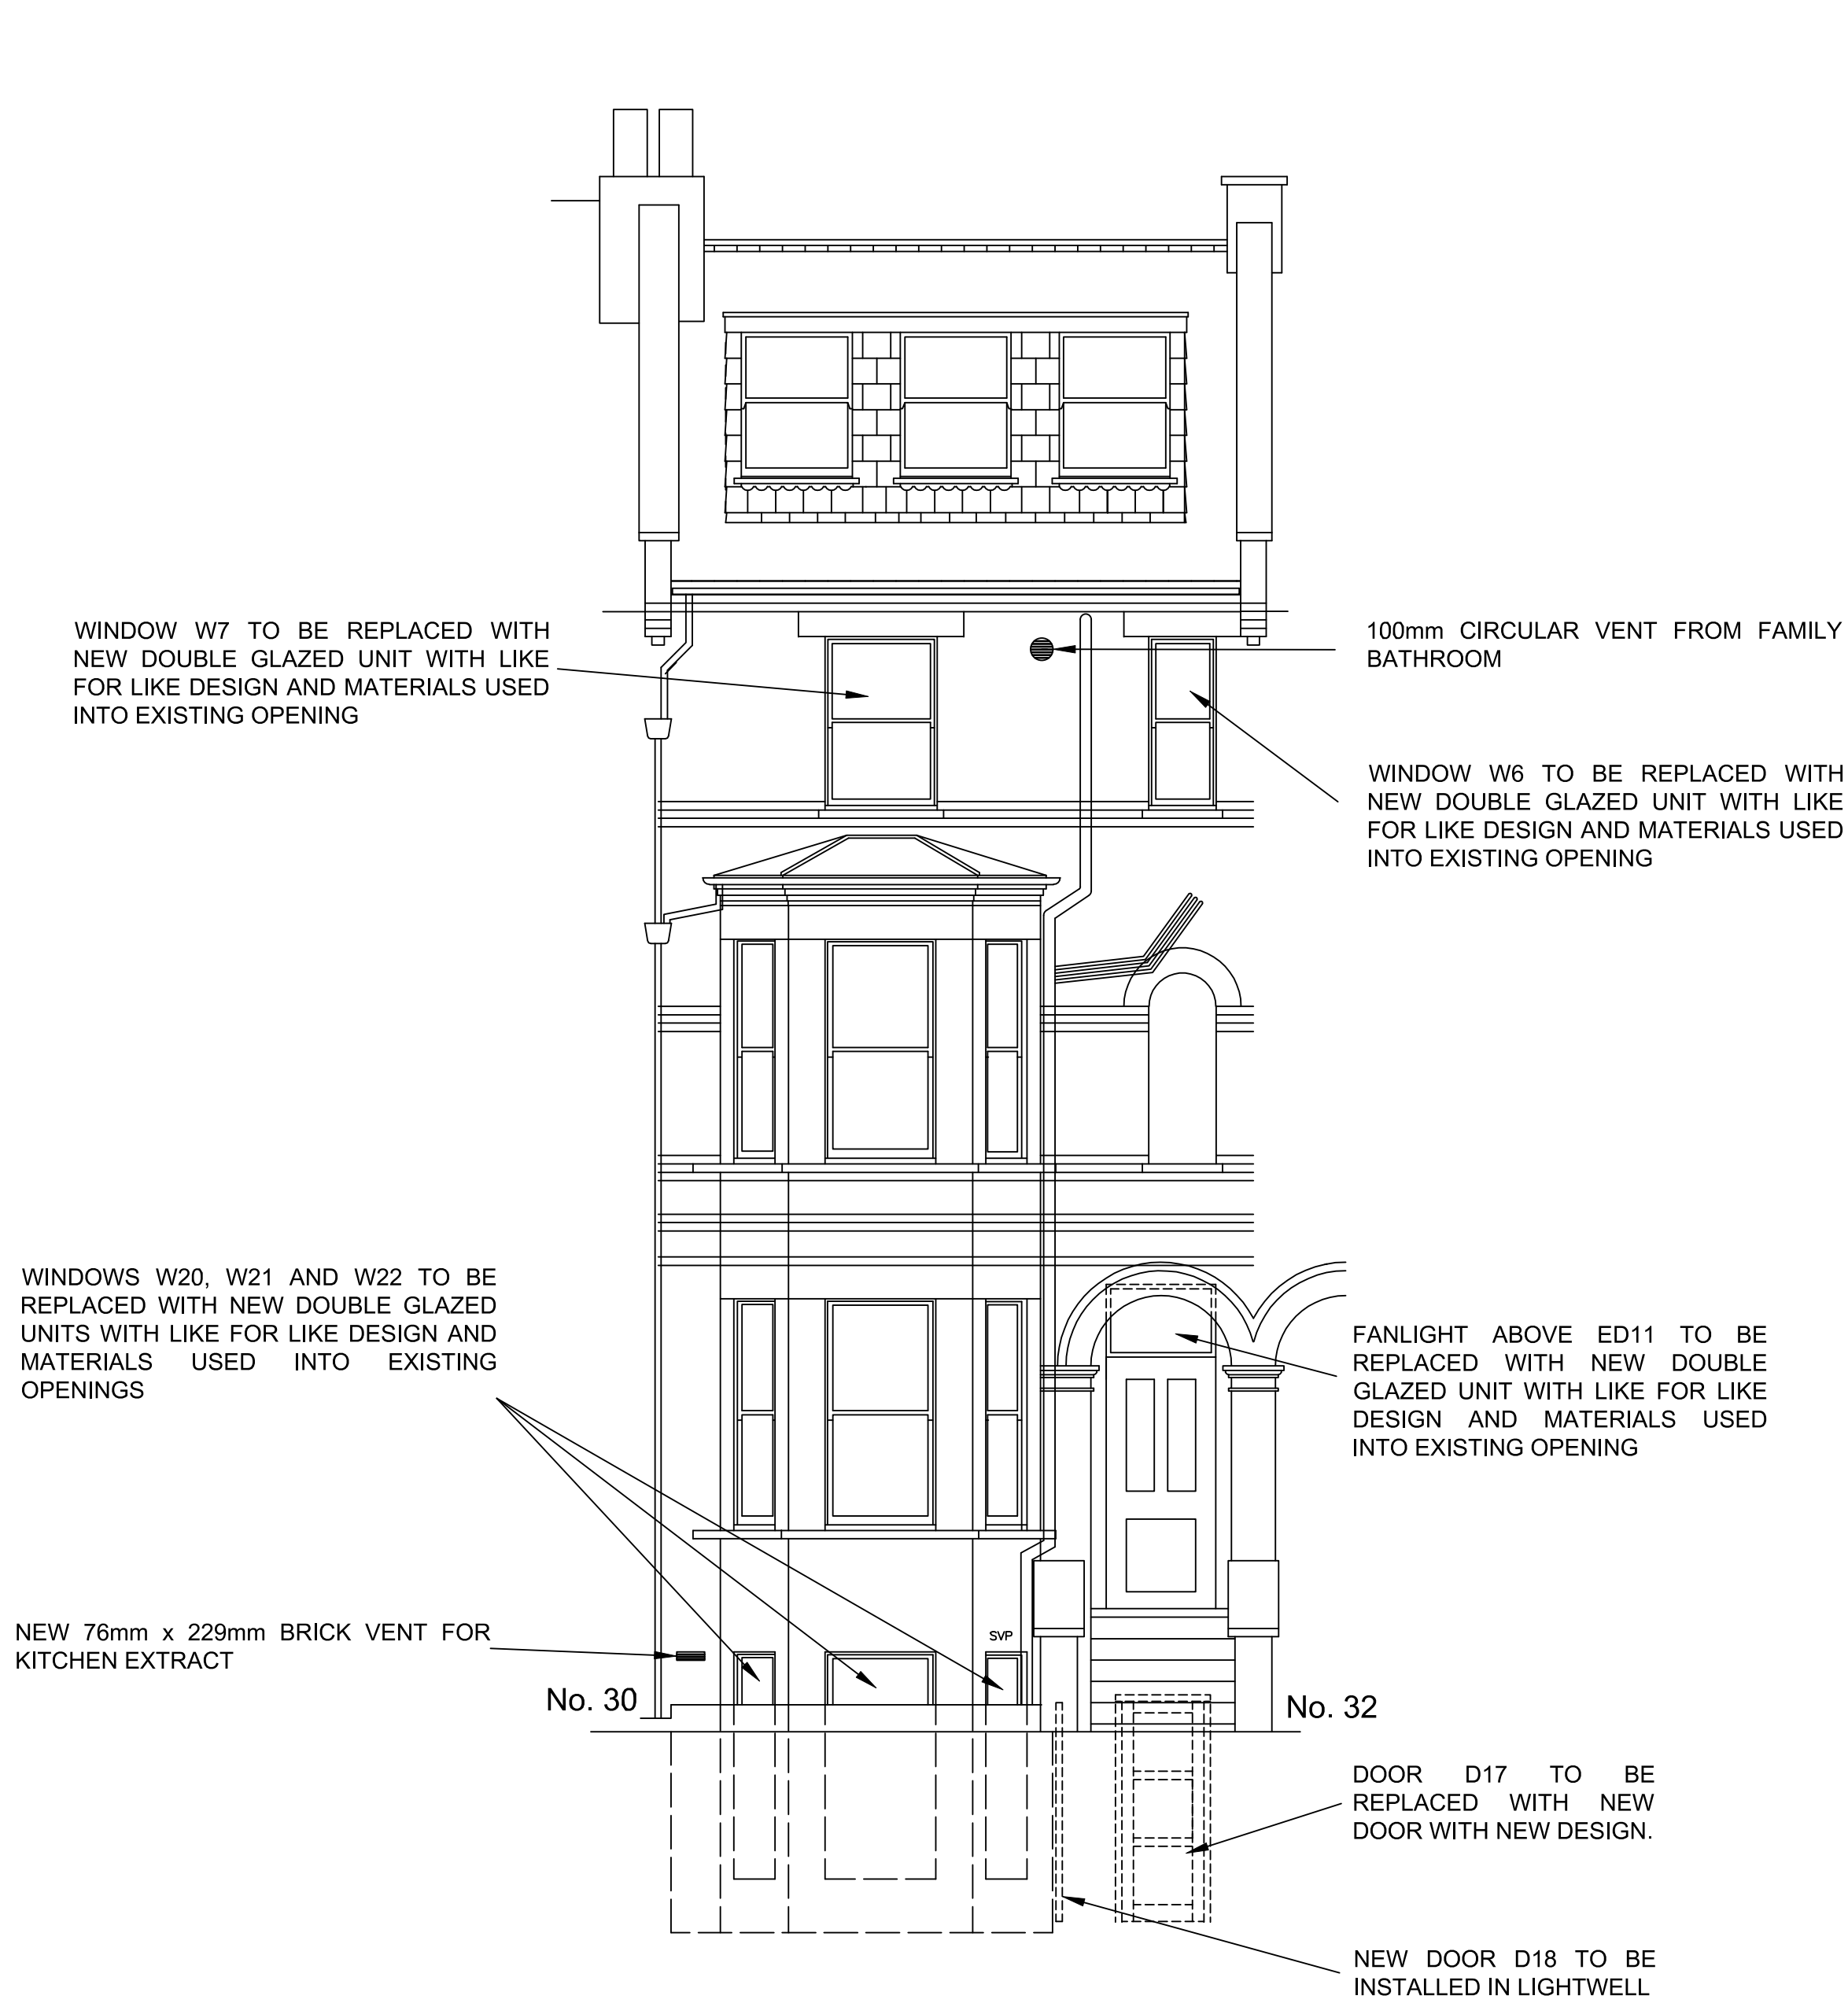 WINDOW W7 TO BE REPLACED WITH
NEW DOUBLE GLAZED UNIT WITH LIKE
FOR LIKE DESIGN AND MATERIALS USED
INTO EXISTING OPENING
100mm CIRCULAR VENT FROM FAMILY
BATHROOM
WINDOW W6 TO BE REPLACED WITH
NEW DOUBLE GLAZED UNIT WITH LIKE
FOR LIKE DESIGN AND MATERIALS USED
INTO EXISTING OPENING
WINDOWS W20, W21 AND W22 TO BE
REPLACED WITH NEW DOUBLE GLAZED
UNITS WITH LIKE FOR LIKE DESIGN AND
MATERIALS USED INTO EXISTING
OPENINGS
FANLIGHT ABOVE ED11 TO BE
REPLACED WITH NEW DOUBLE
GLAZED UNIT WITH LIKE FOR LIKE
DESIGN AND MATERIALS USED
INTO EXISTING OPENING
NEW 76mm x 229mm BRICK VENT FOR
KITCHEN EXTRACT
SVP
No. 30
No. 32
DOOR D17 TO BE
REPLACED WITH NEW
DOOR WITH NEW DESIGN.
NEW DOOR D18 TO BE
INSTALLED IN LIGHTWELL